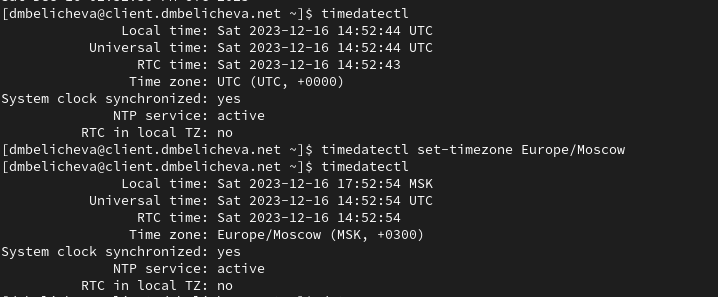 [dmbelicheva@client.dmbelicheva.net ~]$ timedatectl
Local time: Sat 2023-12-16 14:52:44 UTC
Universal time: Sat 2023-12-16 14:52:44 UTC
RTC time: Sat 2023-12-16 14:52:43
Time zone: UTC (UTC, +0000)
System clock synchronized: yes
NTP service: active
RTC in local TZ: no
[dmbelicheva@client.dmbelicheva.net ~]$ timedatectl set-timezone Europe/Moscow
[dmbelicheva@client.dmbelicheva.net ~]$ timedatectl
Local time: Sat 2023-12-16 17:52:54 MSK
Universal time: Sat 2023-12-16 14:52:54 UTC
RTC time: Sat 2023-12-16 14:52:54
Time zone: Europe/Moscow (MSK, +0300)
System clock synchronized: yes
NTP service: active
RTC in local TZ: no